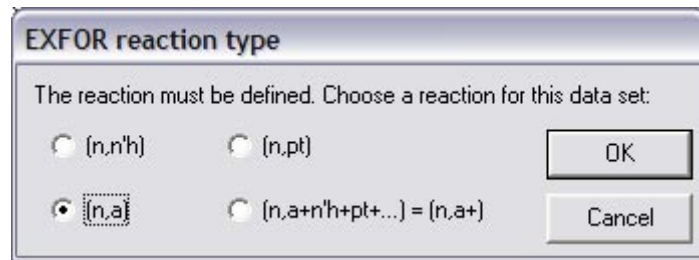 EXFOR reaction type
The reaction must be defined. Choose a reaction for this data set:
(n,n'h) (n,pt) OK
(n,a) (n,a+n'h+pt+...) = (n,a+) Cancel